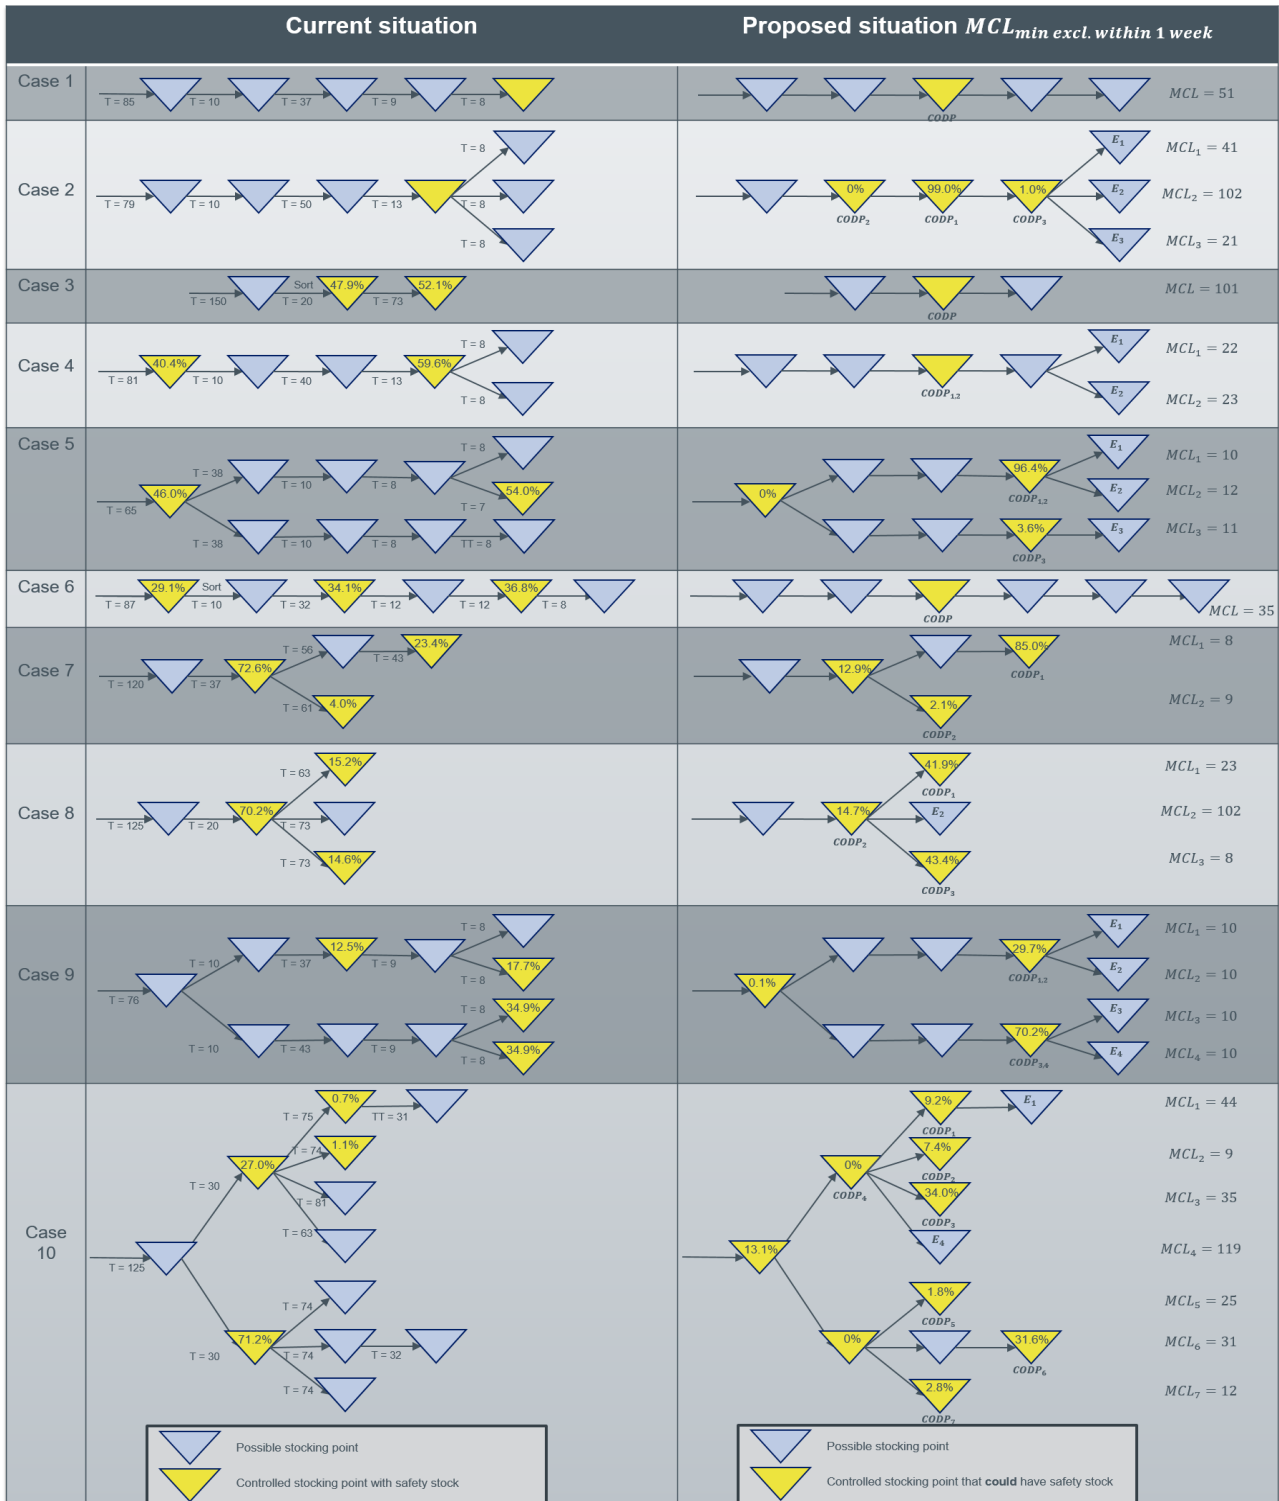 Current situation
Proposed situation MCL min excl. within 1 week
Case 1
T = 85
T = 10
T = 37
T = 9
T = 8
CODP
MCL = 51
Case 2
T = 79
T = 10
T = 50
T = 13
T = 8
T = 8
T = 8
0%
CODP₂
99.0%
CODP₁
1.0%
CODP₃
E₁
E₂
E₃
MCL₁ = 41
MCL₂ = 102
MCL₃ = 21
Case 3
T = 150
Sort
T = 20
47.9%
T = 73
52.1%
CODP
MCL = 101
Case 4
T = 81
40.4%
T = 10
T = 40
T = 13
59.6%
T = 8
T = 8
CODP₁,₂
E₁
E₂
MCL₁ = 22
MCL₂ = 23
Case 5
T = 65
46.0%
T = 38
T = 10
T = 8
T = 8
T = 7
54.0%
T = 38
T = 10
T = 8
TT = 8
0%
96.4%
CODP₁,₂
3.6%
CODP₃
E₁
E₂
E₃
MCL₁ = 10
MCL₂ = 12
MCL₃ = 11
Case 6
T = 87
29.1%
Sort
T = 10
T = 32
34.1%
T = 12
T = 12
36.8%
T = 8
CODP
MCL = 35
Case 7
T = 120
T = 37
72.6%
T = 56
T = 43
23.4%
T = 61
4.0%
12.9%
85.0%
CODP₁
2.1%
CODP₂
MCL₁ = 8
MCL₂ = 9
Case 8
T = 125
T = 20
70.2%
T = 63
15.2%
T = 73
T = 73
14.6%
14.7%
CODP₂
41.9%
CODP₁
E₂
43.4%
CODP₃
MCL₁ = 23
MCL₂ = 102
MCL₃ = 8
Case 9
T = 76
T = 10
T = 37
12.5%
T = 9
T = 8
T = 8
17.7%
T = 10
T = 43
T = 9
T = 8
34.9%
T = 8
34.9%
0.1%
29.7%
CODP₁,₂
70.2%
CODP₃,₄
E₁
E₂
E₃
E₄
MCL₁ = 10
MCL₂ = 10
MCL₃ = 10
MCL₄ = 10
Case
10
T = 125
T = 30
27.0%
T = 75
0.7%
TT = 31
T = 74
1.1%
T = 81
T = 63
T = 30
71.2%
T = 74
T = 74
T = 32
T = 74
13.1%
0%
CODP₄
9.2%
CODP₁
E₁
7.4%
CODP₂
34.0%
CODP₃
E₄
0%
1.8%
CODP₅
31.6%
CODP₆
2.8%
CODP₇
MCL₁ = 44
MCL₂ = 9
MCL₃ = 35
MCL₄ = 119
MCL₅ = 25
MCL₆ = 31
MCL₇ = 12
Possible stocking point
Controlled stocking point with safety stock
Possible stocking point
Controlled stocking point that could have safety stock